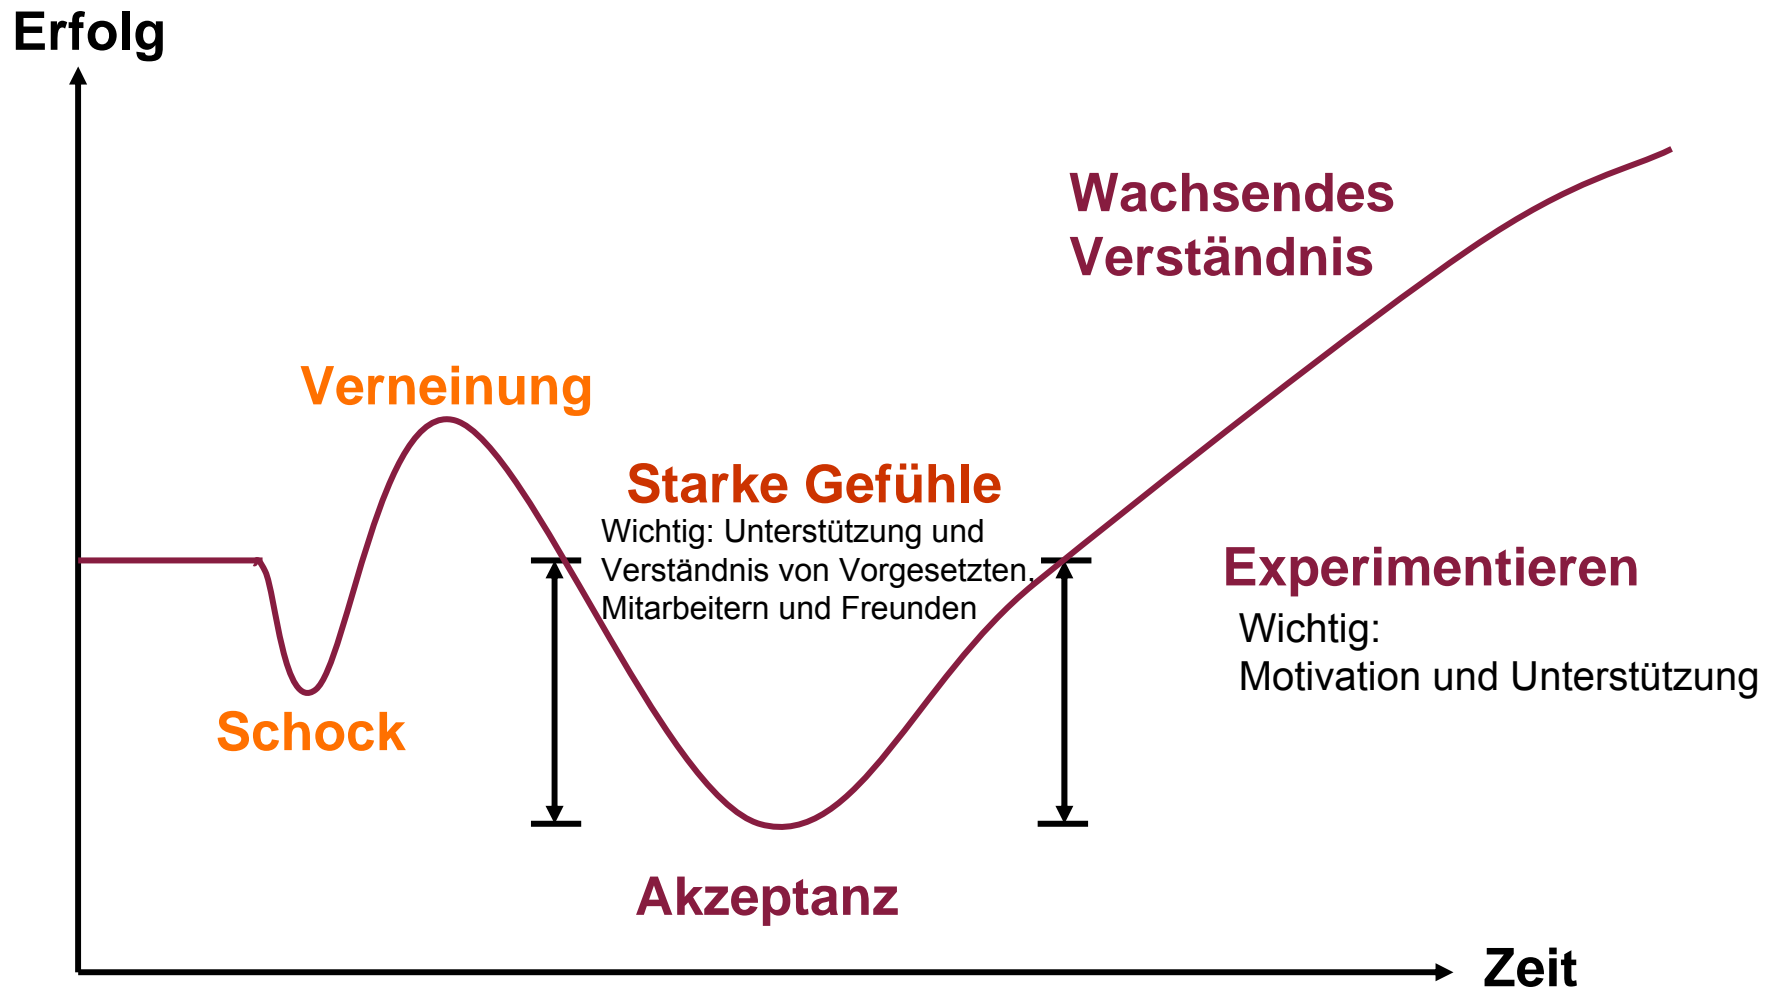 Erfolg
Wachsendes
Verständnis
Verneinung
Starke Gefühle
Wichtig: Unterstützung und
Verständnis von Vorgesetzten,
Mitarbeitern und Freunden
Experimentieren
Wichtig:
Motivation und Unterstützung
Schock
Akzeptanz
Zeit